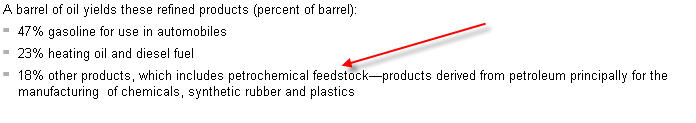 A barrel of oil yields these refined products (percent of barrel):
47% gasoline for use in automobiles
23% heating oil and diesel fuel
18% other products, which includes petrochemical feedstock—products derived from petroleum principally for the
manufacturing of chemicals, synthetic rubber and plastics